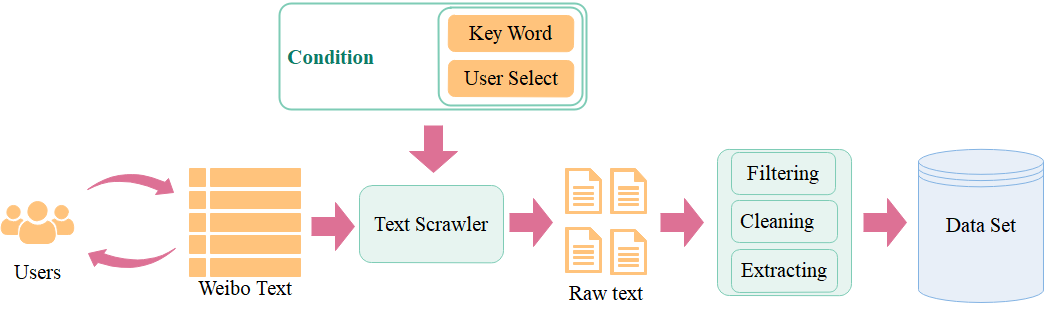 Condition
Key Word
User Select
Users
Weibo Text
Text Scrawler
Raw text
Filtering
Cleaning
Extracting
Data Set